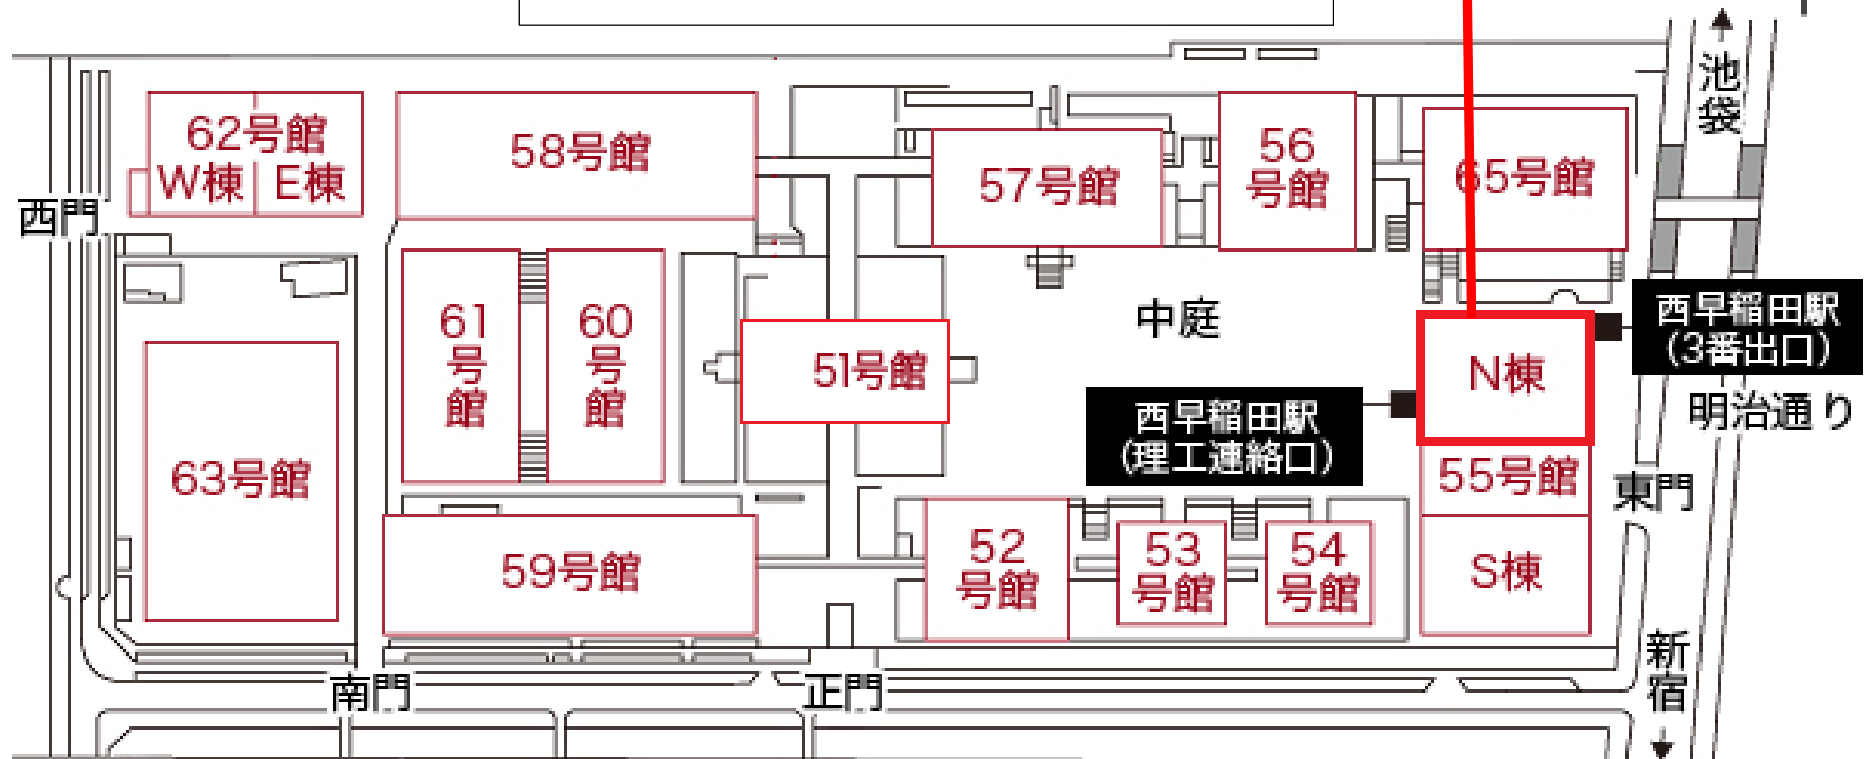 池袋
62号館
W棟 E棟
58号館
57号館
56
号館
65号館
西門
61号館
60号館
51号館
中庭
西早稲田駅
(3番出口)
N棟
明治通り
西早稲田駅
(理工連絡口)
63号館
55号館
東門
59号館
52
号館
53
号館
54
号館
S棟
南門
正門
新宿